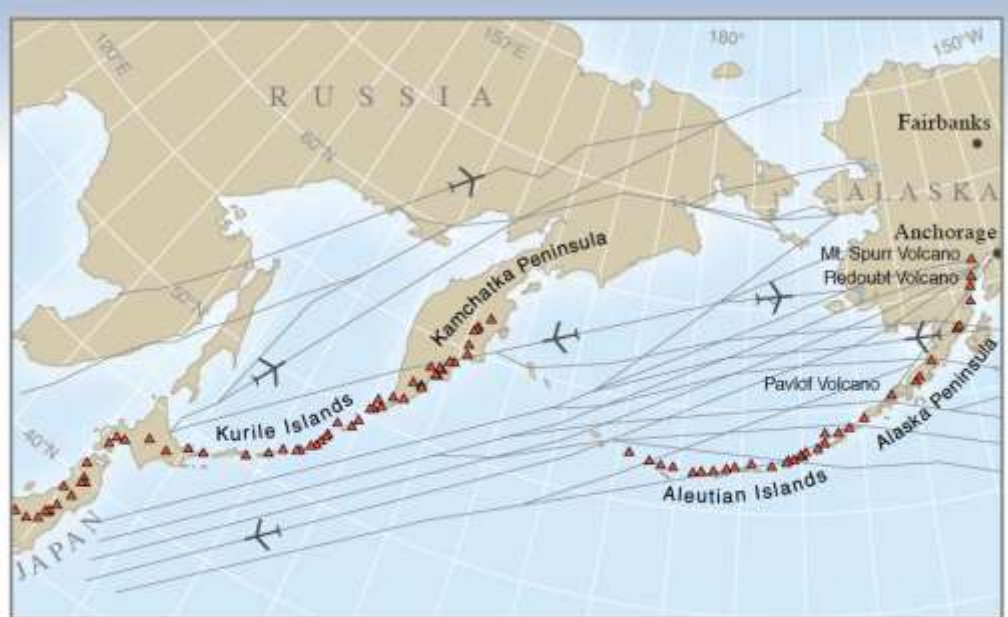 120°E
150°E
180°
150°W
RUSSIA
Fairbanks
60°N
ALASKA
Anchorage
Mt. Spurr Volcano
Redoubt Volcano
Kamchatka Peninsula
50°N
Pavlof Volcano
Alaska Peninsula
Kurile Islands
40°N
Aleutian Islands
JAPAN